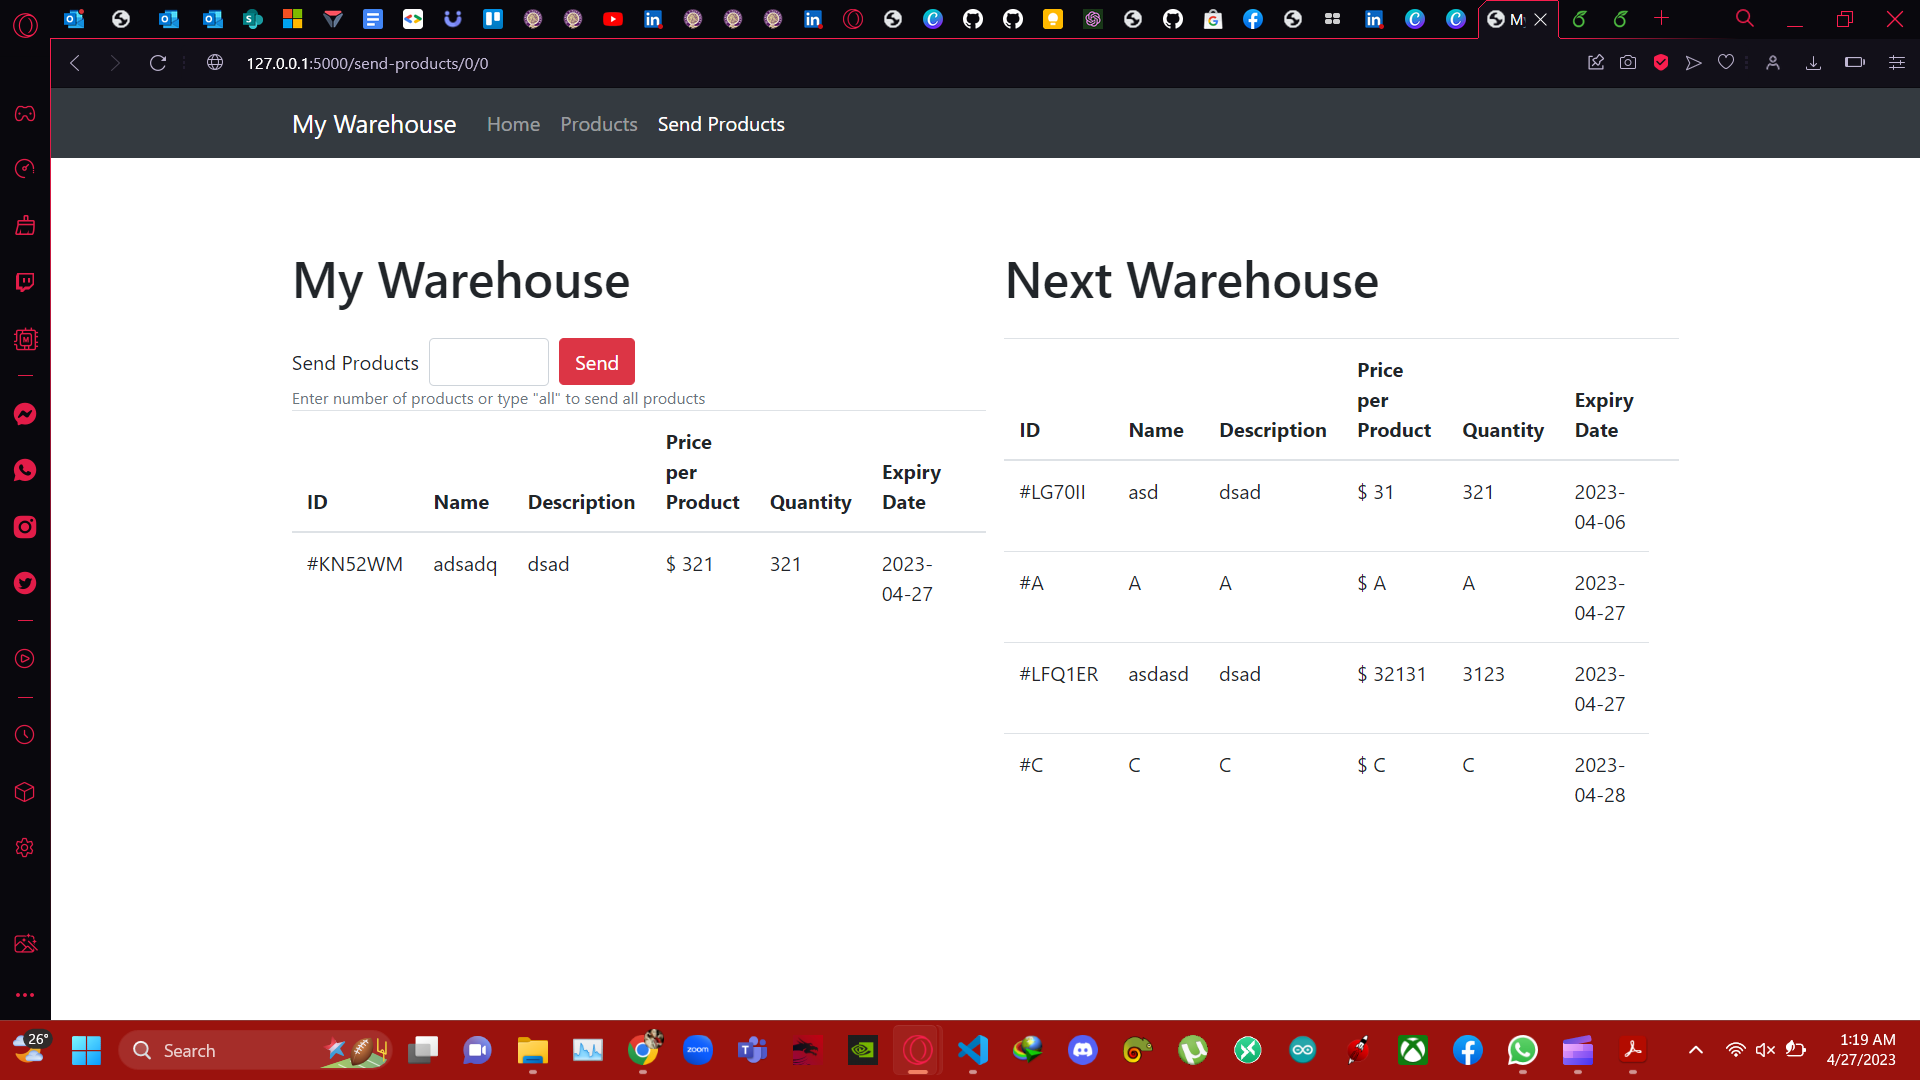 My
127.0.0.1:5000/send-products/0/0
My Warehouse Home Products Send Products
My Warehouse
Send Products Send
Enter number of products or type "all" to send all products
ID Name Description Price per Product Quantity Expiry Date
#KN52WM adsadq dsad $ 321 321 2023-04-27
Next Warehouse
ID Name Description Price per Product Quantity Expiry Date
#LG70II asd dsad $ 31 321 2023-04-06
#A A A $ A A 2023-04-27
#LFQ1ER asdasd dsad $ 32131 3123 2023-04-27
#C C C $ C C 2023-04-28
26°
Search
zoom
1:19 AM
4/27/2023